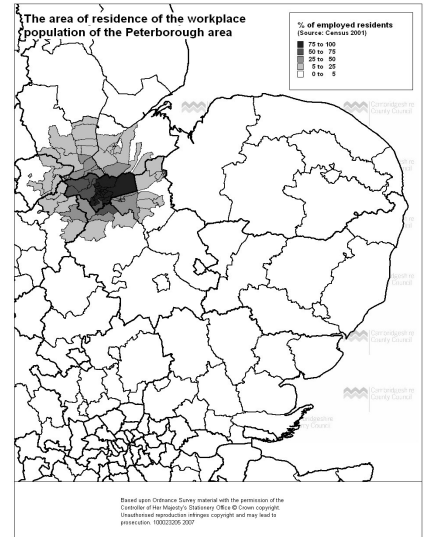 The area of residence of the workplace
population of the Peterborough area
% of employed residents
(Source: Census 2001)
75 to 100
50 to 75
25 to 50
5 to 25
0 to 5
County Council
County Council
County Council
Based upon Ordnance Survey material with the permission of the
Controller of Her Majesty's Stationery Office © Crown copyright.
Unauthorised reproduction infringes copyright and may lead to
prosecution. 100023205 2007